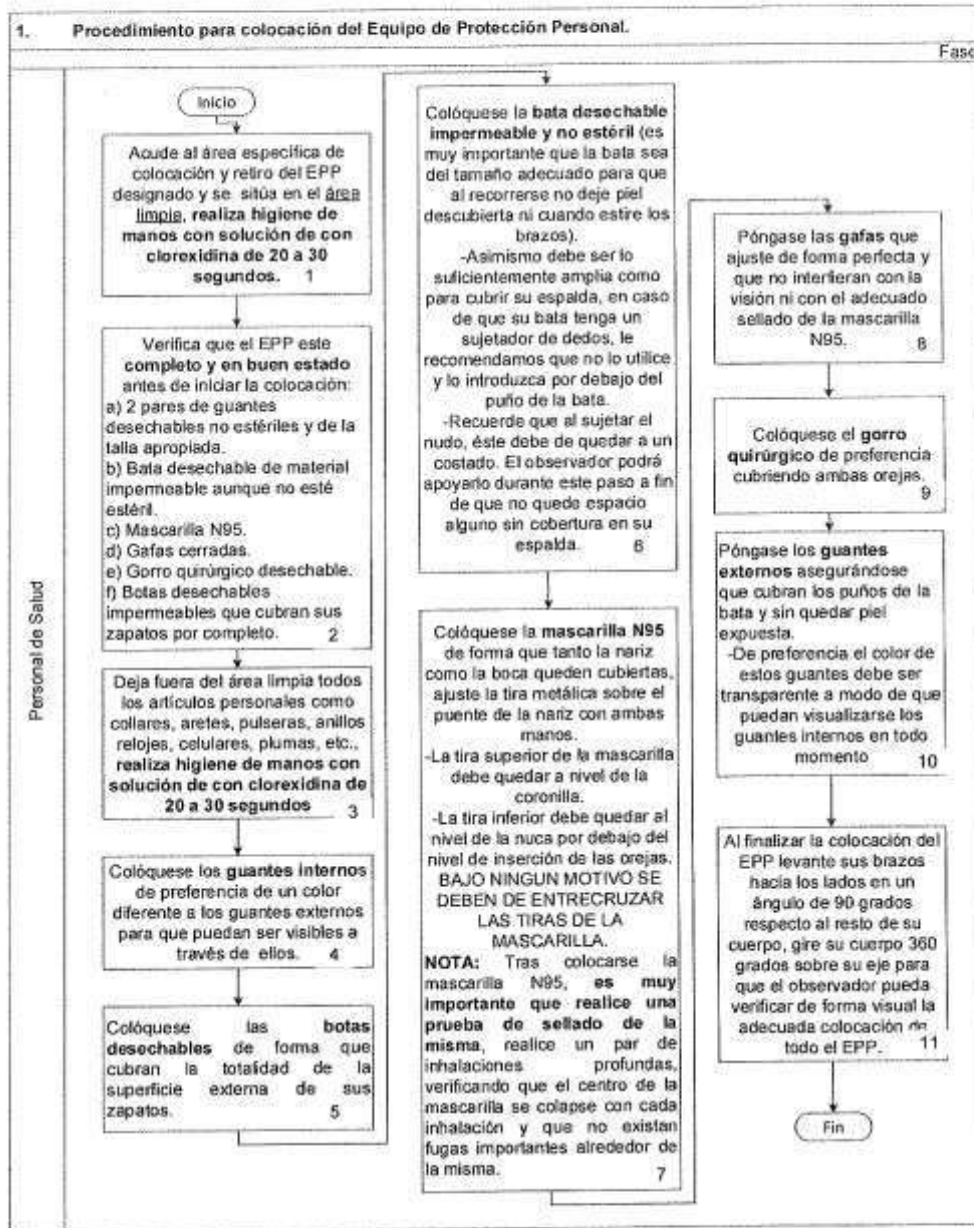 1. Procedimiento para colocación del Equipo de Protección Personal.
Fase
Personal de Salud
Inicio
Acude al área específica de
colocación y retiro del EPP
designado y se sitúa en el área
limpia, realiza higiene de
manos con solución de con
clorexidina de 20 a 30
segundos. 1
Verifica que el EPP este
completo y en buen estado
antes de iniciar la colocación:
a) 2 pares de guantes
desechables no estériles y de la
talla apropiada.
b) Bata desechable de material
impermeable aunque no esté
estéril.
c) Mascarilla N95.
d) Gafas cerradas.
e) Gorro quirúrgico desechable.
f) Botas desechables
impermeables que cubran sus
zapatos por completo. 2
Deja fuera del área limpia todos
los artículos personales como
collares, aretes, pulseras, anillos
relojes, celulares, plumas, etc.,
realiza higiene de manos con
solución de con clorexidina de
20 a 30 segundos 3
Colóquese los guantes internos
de preferencia de un color
diferente a los guantes externos
para que puedan ser visibles a
través de ellos. 4
Colóquese las botas
desechables de forma que
cubran la totalidad de la
superficie externa de sus
zapatos. 5
Colóquese la bata desechable
impermeable y no estéril (es
muy importante que la bata sea
del tamaño adecuado para que
al recorrerse no deje piel
descubierta ni cuando estire los
brazos).
-Asimismo debe ser lo
suficientemente amplia como
para cubrir su espalda, en caso
de que su bata tenga un
sujetador de dedos, le
recomendamos que no lo utilice
y lo introduzca por debajo del
puño de la bata.
-Recuerde que al sujetar el
nudo, éste debe de quedar a un
costado. El observador podrá
apoyarlo durante este paso a fin
de que no quede espacio
alguno sin cobertura en su
espalda. 6
Colóquese la mascarilla N95
de forma que tanto la nariz
como la boca queden cubiertas,
ajuste la tira metálica sobre el
puente de la nariz con ambas
manos.
-La tira superior de la mascarilla
debe quedar a nivel de la
coronilla.
-La tira inferior debe quedar al
nivel de la nuca por debajo del
nivel de inserción de las orejas.
BAJO NINGUN MOTIVO SE
DEBEN DE ENTRECRUZAR
LAS TIRAS DE LA
MASCARILLA.
NOTA: Tras colocarse la
mascarilla N95, es muy
importante que realice una
prueba de sellado de la
misma, realice un par de
inhalaciones profundas,
verificando que el centro de la
mascarilla se colapse con cada
inhalación y que no existan
fugas importantes alrededor de
la misma. 7
Póngase las gafas que
ajuste de forma perfecta y
que no interfieran con la
visión ni con el adecuado
sellado de la mascarilla
N95. 8
Colóquese el gorro
quirúrgico de preferencia
cubriendo ambas orejas.
9
Póngase los guantes
externos asegurándose
que cubran los puños de la
bata y sin quedar piel
expuesta.
-De preferencia el color de
estos guantes debe ser
transparente a modo de que
puedan visualizarse los
guantes internos en todo
momento 10
Al finalizar la colocación del
EPP levante sus brazos
hacia los lados en un
ángulo de 90 grados
respecto al resto de su
cuerpo, gire su cuerpo 360
grados sobre su eje para
que el observador pueda
verificar de forma visual la
adecuada colocación de
todo el EPP. 11
Fin